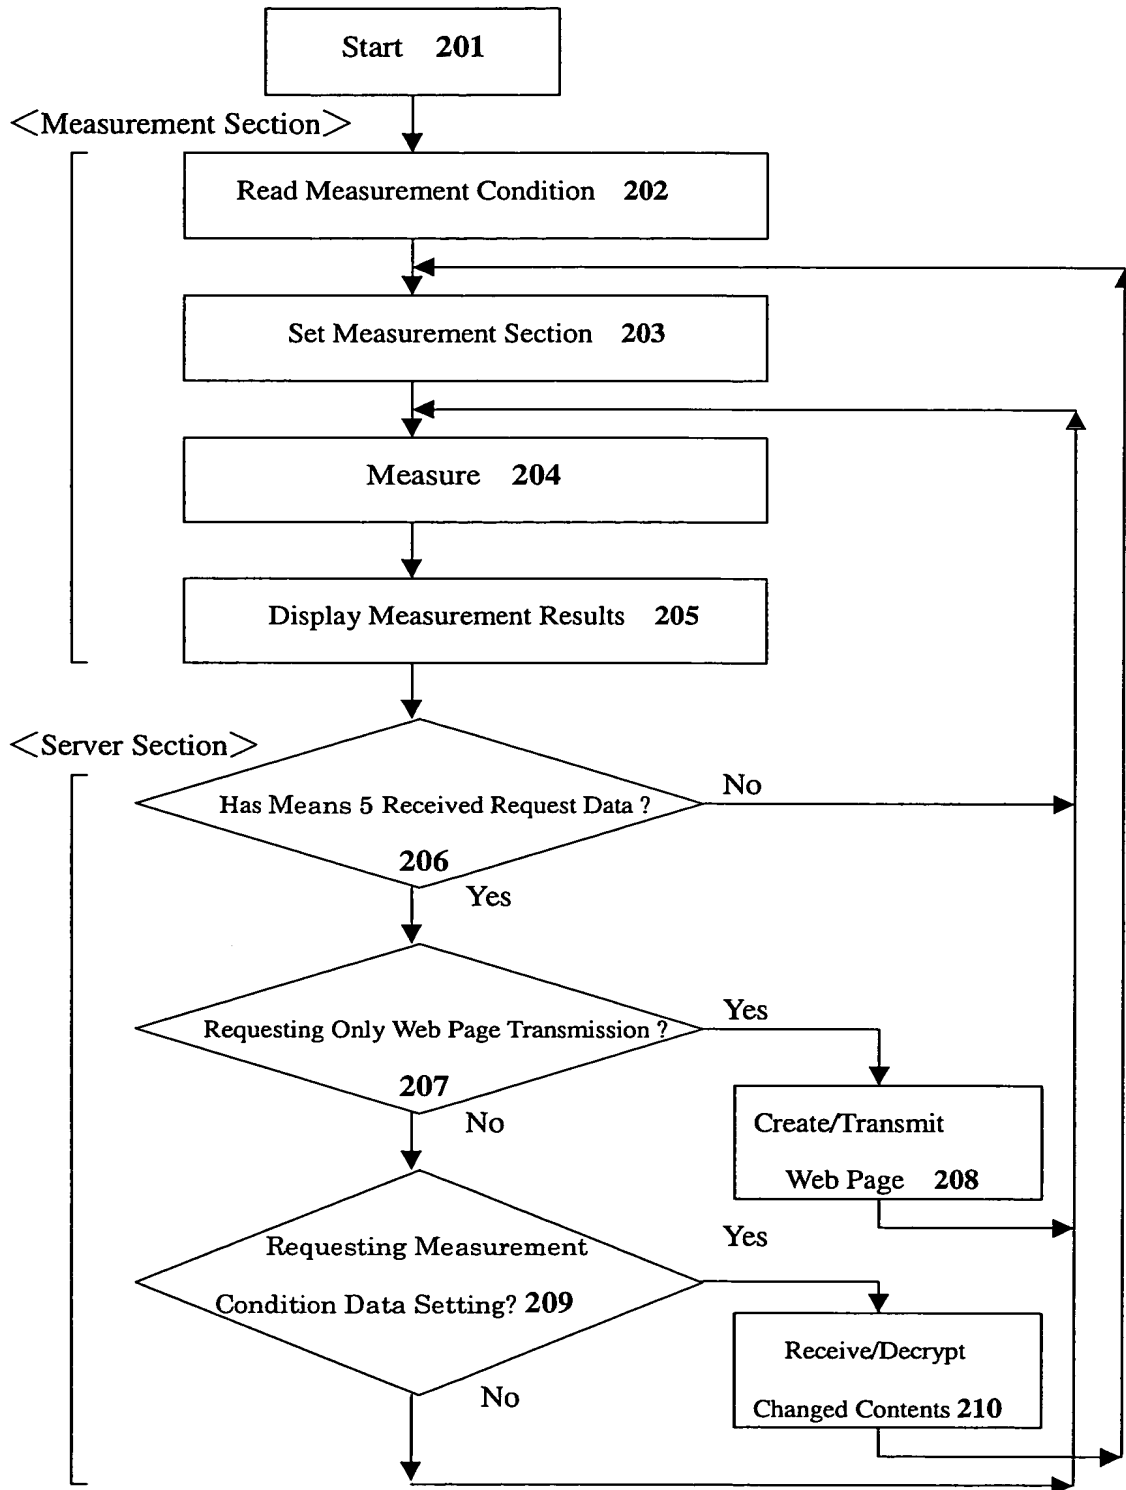 Start 201
<Measurement Section>
Read Measurement Condition 202
Set Measurement Section 203
Measure 204
Display Measurement Results 205
<Server Section>
No
Has Means 5 Received Request Data ?
206
Yes
Yes
Requesting Only Web Page Transmission ?
207
No
Create/Transmit
Web Page 208
Yes
Requesting Measurement
Condition Data Setting? 209
Receive/Decrypt
No
Changed Contents 210